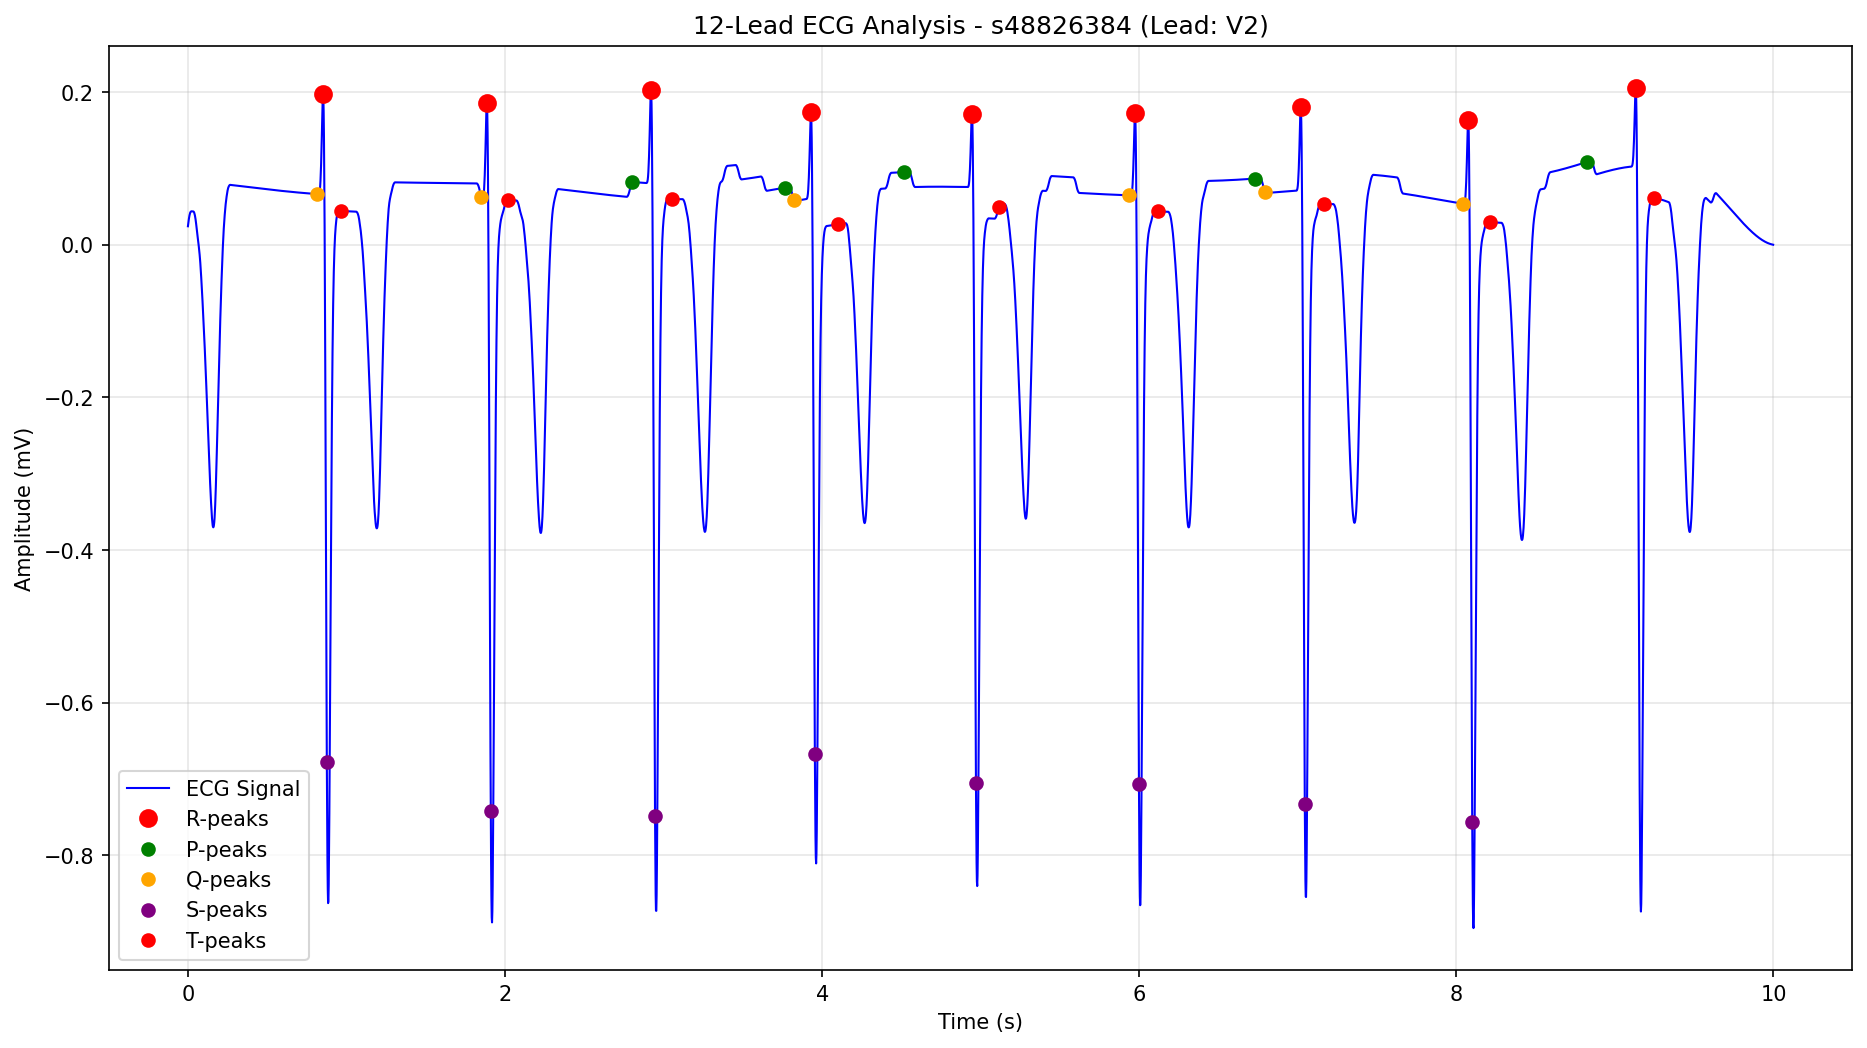 12-Lead ECG Analysis - s48826384 (Lead: V2)
Amplitude (mV)
0.2
0.0
−0.2
−0.4
−0.6
−0.8
ECG Signal
R-peaks
P-peaks
Q-peaks
S-peaks
T-peaks
0 2 4 6 8 10
Time (s)